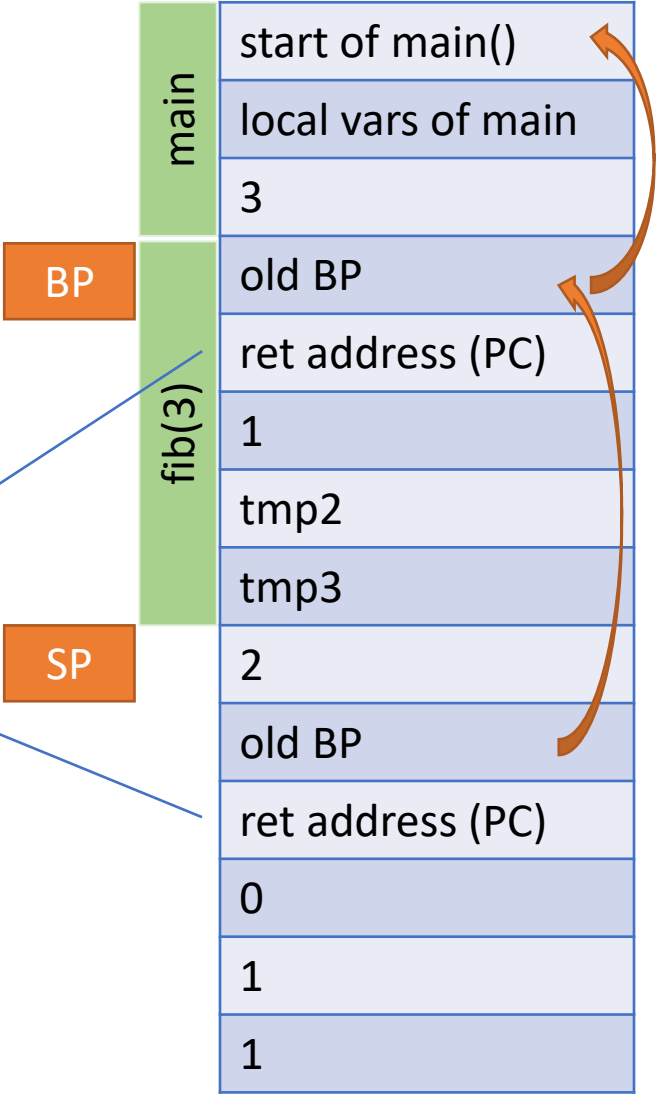 main
start of main()
local vars of main
3
BP
fib(3)
old BP
ret address (PC)
1
tmp2
tmp3
SP
2
old BP
ret address (PC)
0
1
1